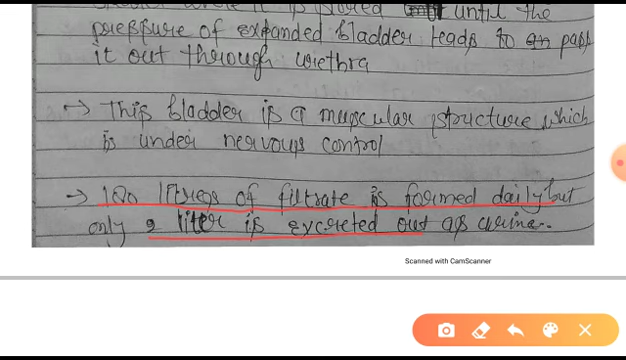 it is stored until the
pressure of expanded bladder leads to pass
it out through urethra
→ This bladder is a muscular structure which
is under nervous control
→ 180 litres of filtrate is formed daily but
only 2 liter is excreted out as urine..
Scanned with CamScanner